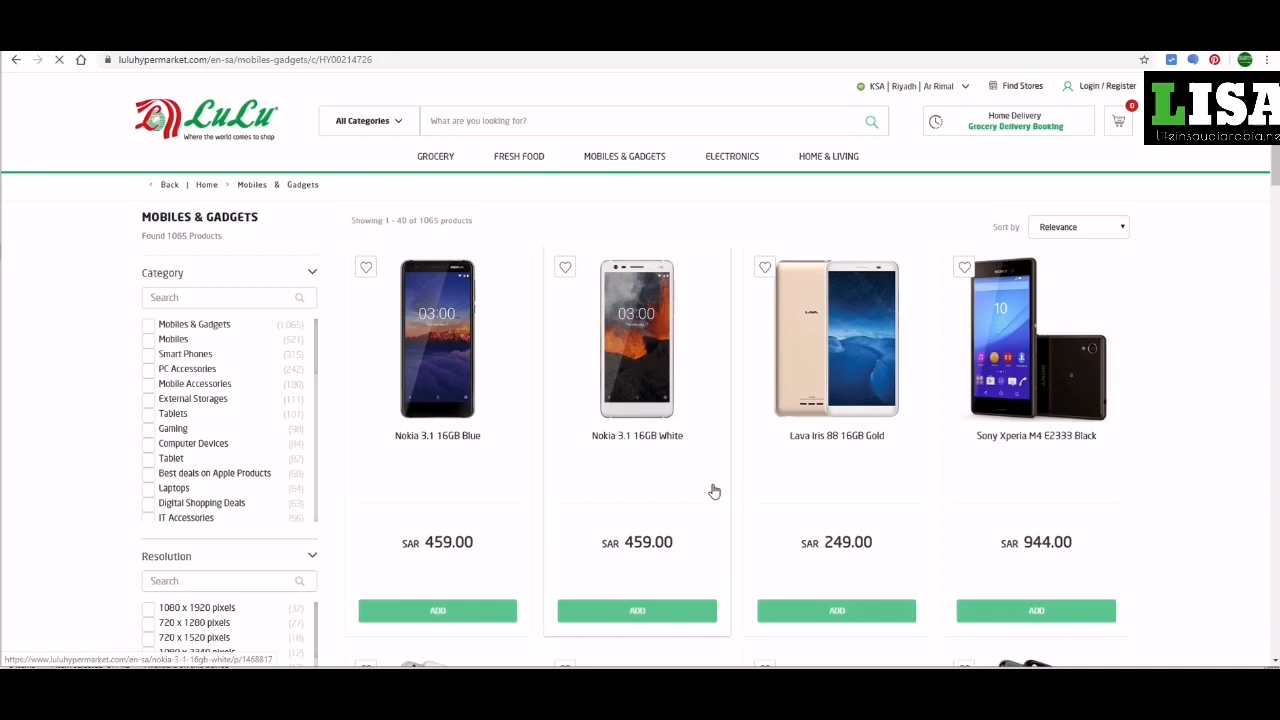 luluhypermarket.com/en-sa/mobiles-gadgets/c/HY00214726
KSA | Riyadh | Ar Rimal
Find Stores
Login / Register
LISA
LuLu
Where the world comes to shop
All Categories
What are you looking for?
Home Delivery
Grocery Delivery Booking
0
GROCERY
FRESH FOOD
MOBILES & GADGETS
ELECTRONICS
HOME & LIVING
< Back | Home > Mobiles & Gadgets
MOBILES & GADGETS
Found 1065 Products
Showing 1 - 40 of 1065 products
Sort by
Relevance
Category
Search
Mobiles & Gadgets (1,065)
Mobiles (521)
Smart Phones (315)
PC Accessories (242)
Mobile Accessories (180)
External Storages (111)
Tablets (101)
Gaming (98)
Computer Devices (84)
Tablet (82)
Best deals on Apple Products (68)
Laptops (64)
Digital Shopping Deals (63)
IT Accessories (56)
Resolution
Search
1080 x 1920 pixels (32)
720 x 1280 pixels (27)
720 x 1520 pixels (18)
NOKIA
03:00
Nokia 3.1 16GB Blue
SAR 459.00
ADD
03:00
Nokia 3.1 16GB White
SAR 459.00
ADD
LAVA
Lava Iris 88 16GB Gold
SAR 249.00
ADD
SONY
10
Sony Xperia M4 E2333 Black
SAR 944.00
ADD
https://www.luluhypermarket.com/en-sa/nokia-3-1-16gb-white/p/1468817